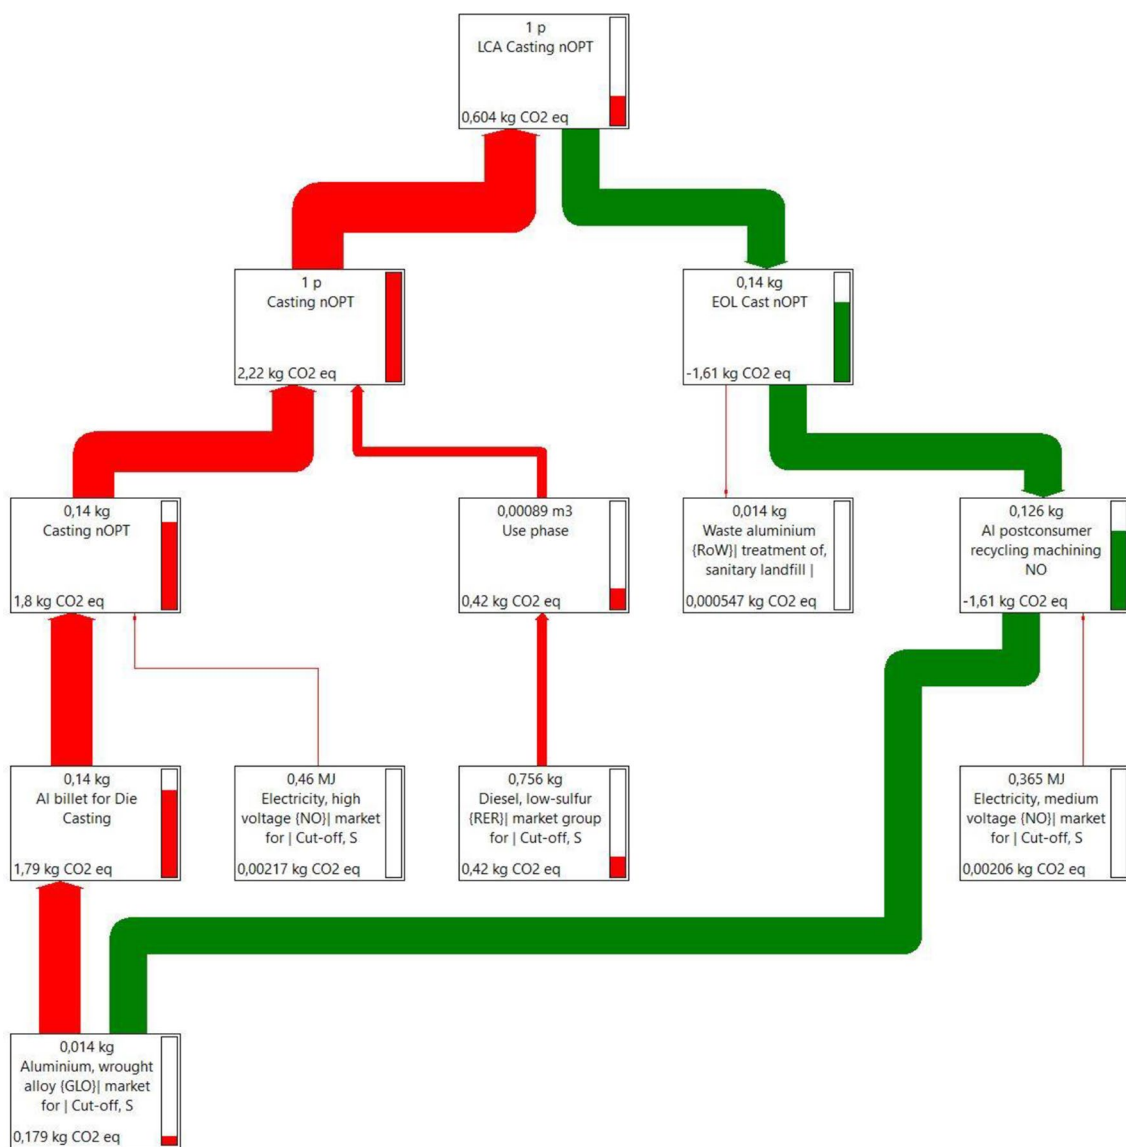 1 p
LCA Casting nOPT
0,604 kg CO2 eq
1 p
Casting nOPT
2,22 kg CO2 eq
0,14 kg
EOL Cast nOPT
-1,61 kg CO2 eq
0,14 kg
Casting nOPT
1,8 kg CO2 eq
0,00089 m3
Use phase
0,42 kg CO2 eq
0,014 kg
Waste aluminium
{RoW}| treatment of,
sanitary landfill |
0,000547 kg CO2 eq
0,126 kg
Al postconsumer
recycling machining
NO
-1,61 kg CO2 eq
0,14 kg
Al billet for Die
Casting
1,79 kg CO2 eq
0,46 MJ
Electricity, high
voltage {NO}| market
for | Cut-off, S
0,00217 kg CO2 eq
0,756 kg
Diesel, low-sulfur
{RER}| market group
for | Cut-off, S
0,42 kg CO2 eq
0,365 MJ
Electricity, medium
voltage {NO}| market
for | Cut-off, S
0,00206 kg CO2 eq
0,014 kg
Aluminium, wrought
alloy {GLO}| market
for | Cut-off, S
0,179 kg CO2 eq